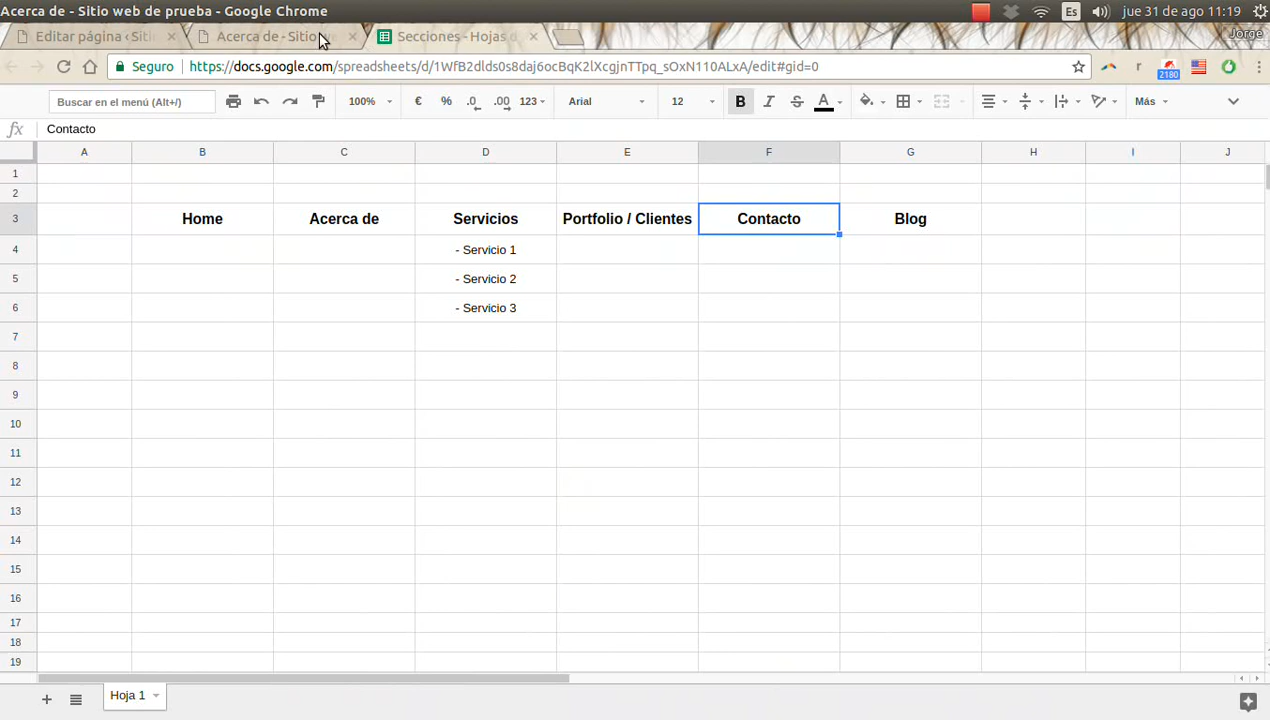 Acerca de - Sitio web de prueba - Google Chrome
Es
jue 31 de ago 11:19
Editar página ‹ Siti
Acerca de - Sitio
Secciones - Hojas d
Jorge
Seguro
https://docs.google.com/spreadsheets/d/1WfB2dlds0s8daj6ocBqK2lXcgjnTTpq_sOxN110ALxA/edit#gid=0
r
2180
Buscar en el menú (Alt+/)
100%
€
%
.0
.00
123
Arial
12
B
I
S
A
Más
fx
Contacto
A B C D E F G H I J
1
2
3 Home Acerca de Servicios Portfolio / Clientes Contacto Blog
4 - Servicio 1
5 - Servicio 2
6 - Servicio 3
7
8
9
10
11
12
13
14
15
16
17
18
19
+
Hoja 1